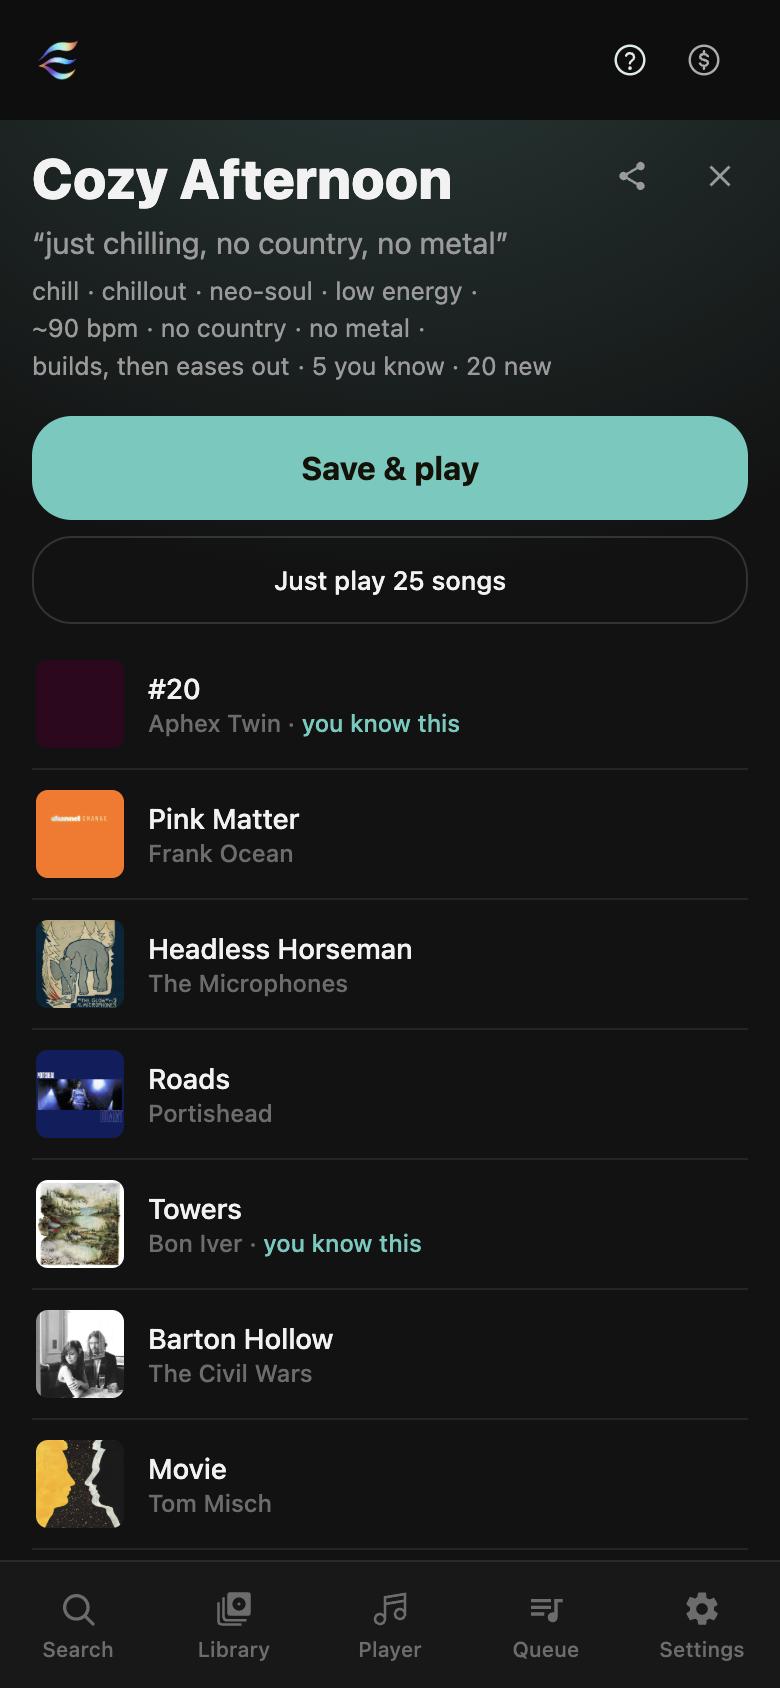 Cozy Afternoon
“just chilling, no country, no metal”
chill · chillout · neo-soul · low energy ·
~90 bpm · no country · no metal ·
builds, then eases out · 5 you know · 20 new
Save & play
Just play 25 songs
#20
Aphex Twin · you know this
channel ORANGE
Pink Matter
Frank Ocean
Headless Horseman
The Microphones
PORTISHEAD
Roads
Portishead
Towers
Bon Iver · you know this
Barton Hollow
The Civil Wars
Movie
Tom Misch
Search
Library
Player
Queue
Settings